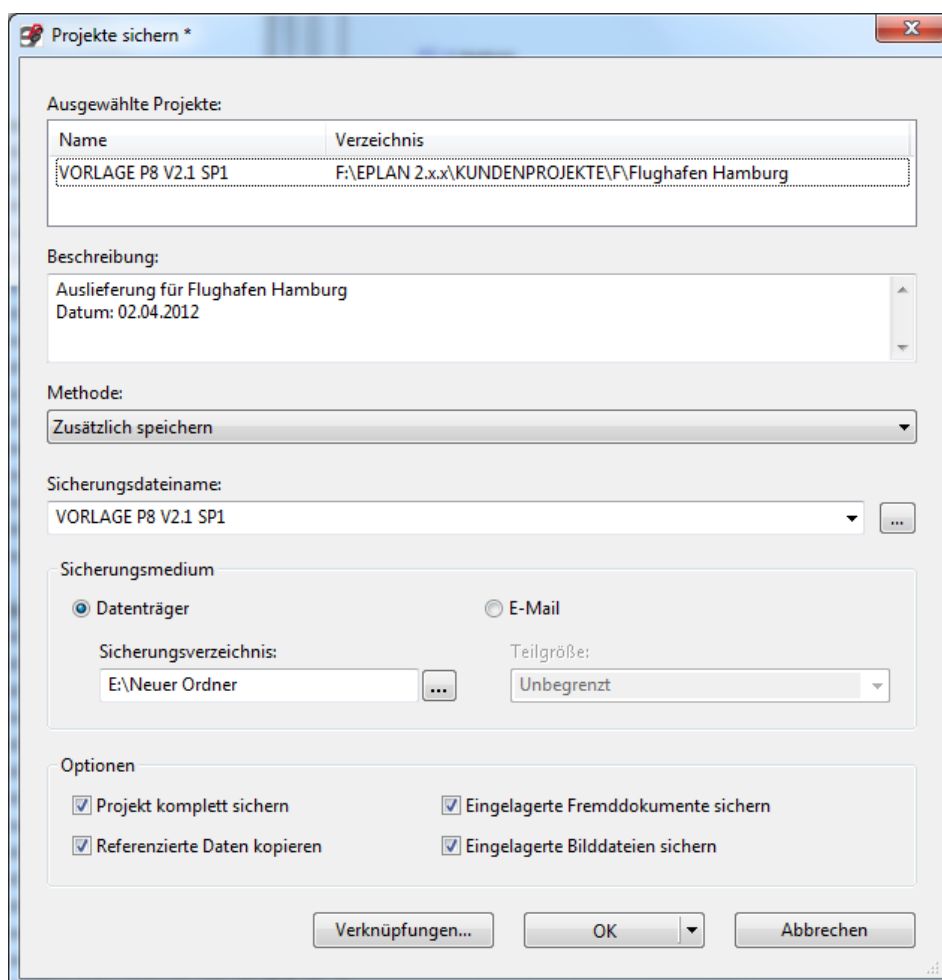 Projekte sichern *
Ausgewählte Projekte:
Name Verzeichnis
VORLAGE P8 V2.1 SP1 F:\EPLAN 2.x.x\KUNDENPROJEKTE\F\Flughafen Hamburg
Beschreibung:
Auslieferung für Flughafen Hamburg
Datum: 02.04.2012
Methode:
Zusätzlich speichern
Sicherungsdateiname:
VORLAGE P8 V2.1 SP1 ...
Sicherungsmedium
Datenträger E-Mail
Sicherungsverzeichnis: Teilgröße:
E:\Neuer Ordner ... Unbegrenzt
Optionen
Projekt komplett sichern Eingelagerte Fremddokumente sichern
Referenzierte Daten kopieren Eingelagerte Bilddateien sichern
Verknüpfungen... OK Abbrechen